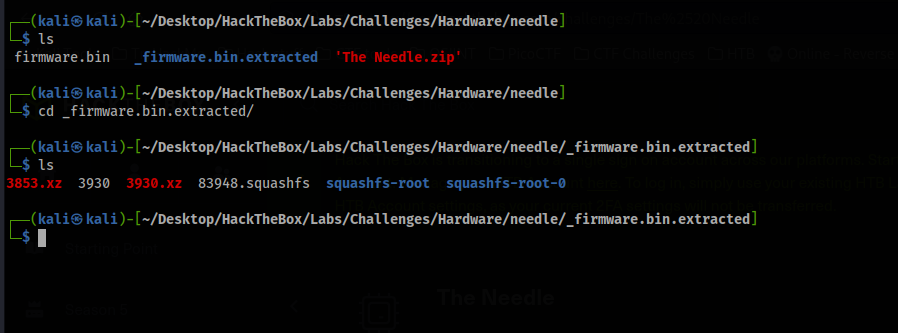 ┌──(kali㉿kali)-[~/Desktop/HackTheBox/Labs/Challenges/Hardware/needle]
└─$ ls
firmware.bin _firmware.bin.extracted 'The Needle.zip'
┌──(kali㉿kali)-[~/Desktop/HackTheBox/Labs/Challenges/Hardware/needle]
└─$ cd _firmware.bin.extracted/
┌──(kali㉿kali)-[~/Desktop/HackTheBox/Labs/Challenges/Hardware/needle/_firmware.bin.extracted]
└─$ ls
3853.xz 3930 3930.xz 83948.squashfs squashfs-root squashfs-root-0
┌──(kali㉿kali)-[~/Desktop/HackTheBox/Labs/Challenges/Hardware/needle/_firmware.bin.extracted]
└─$
The Needle